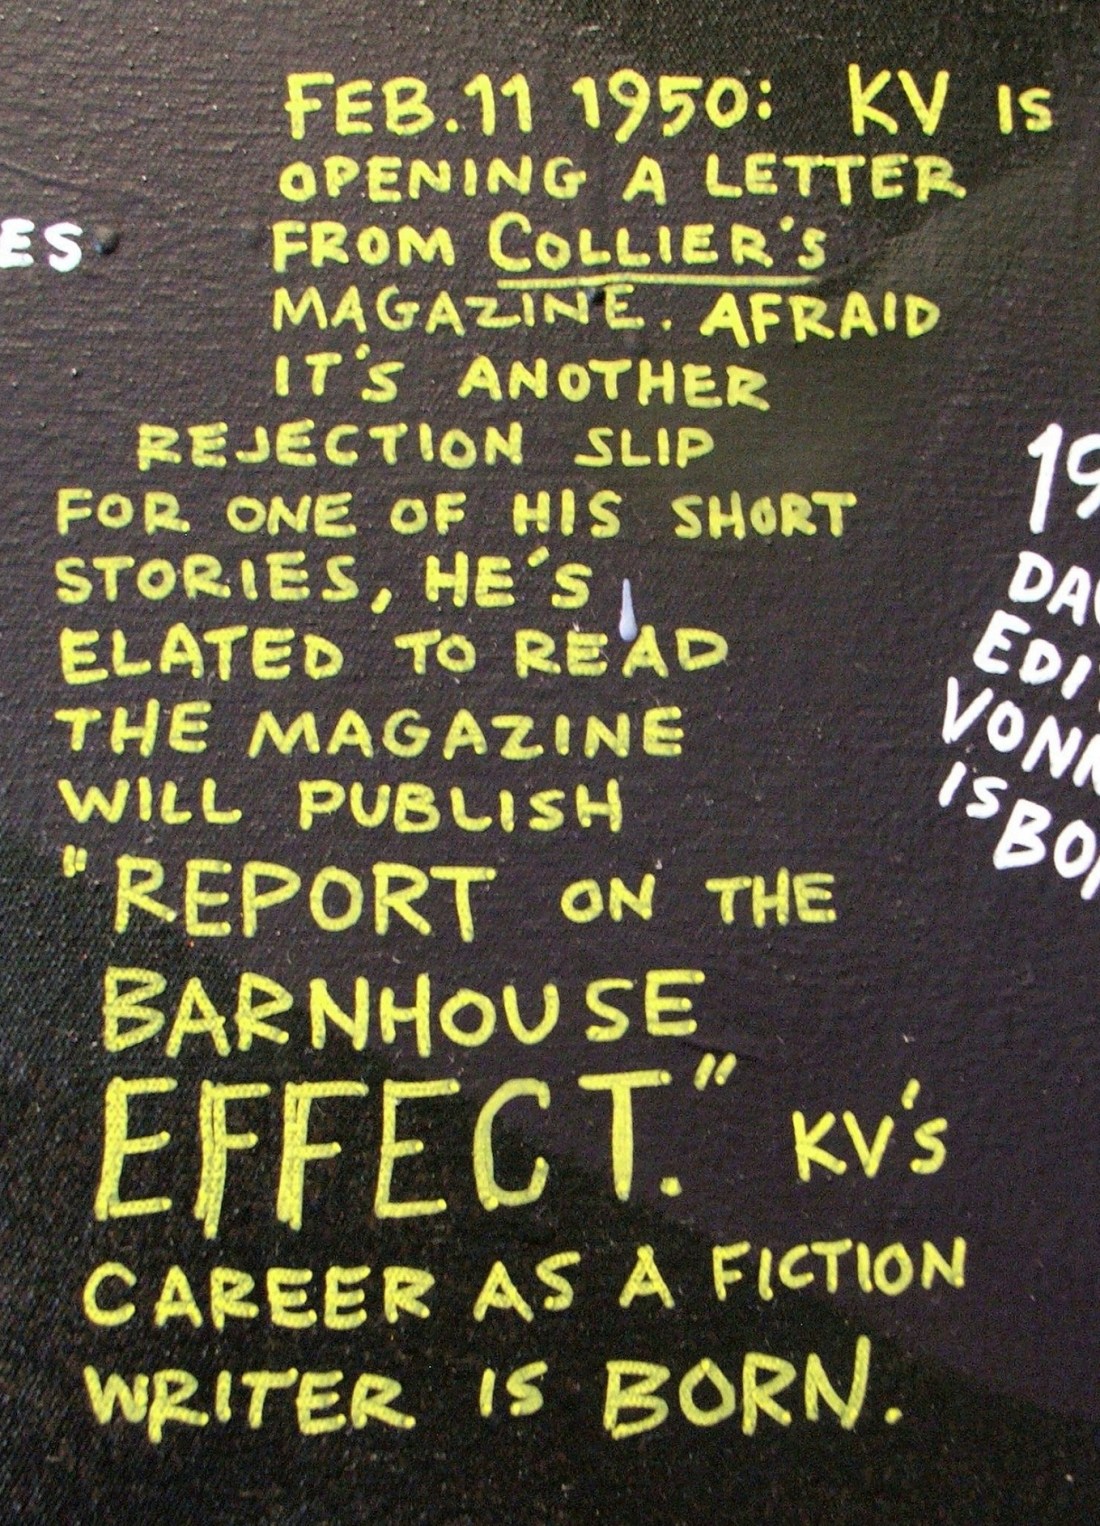 FEB. 11 1950: KV IS
OPENING A LETTER
FROM COLLIER'S
MAGAZINE. AFRAID
IT'S ANOTHER
REJECTION SLIP
FOR ONE OF HIS SHORT
STORIES, HE'S
ELATED TO READ
THE MAGAZINE
WILL PUBLISH
"REPORT ON THE
BARNHOUSE
EFFECT." KV'S
CAREER AS A FICTION
WRITER IS BORN.
IS